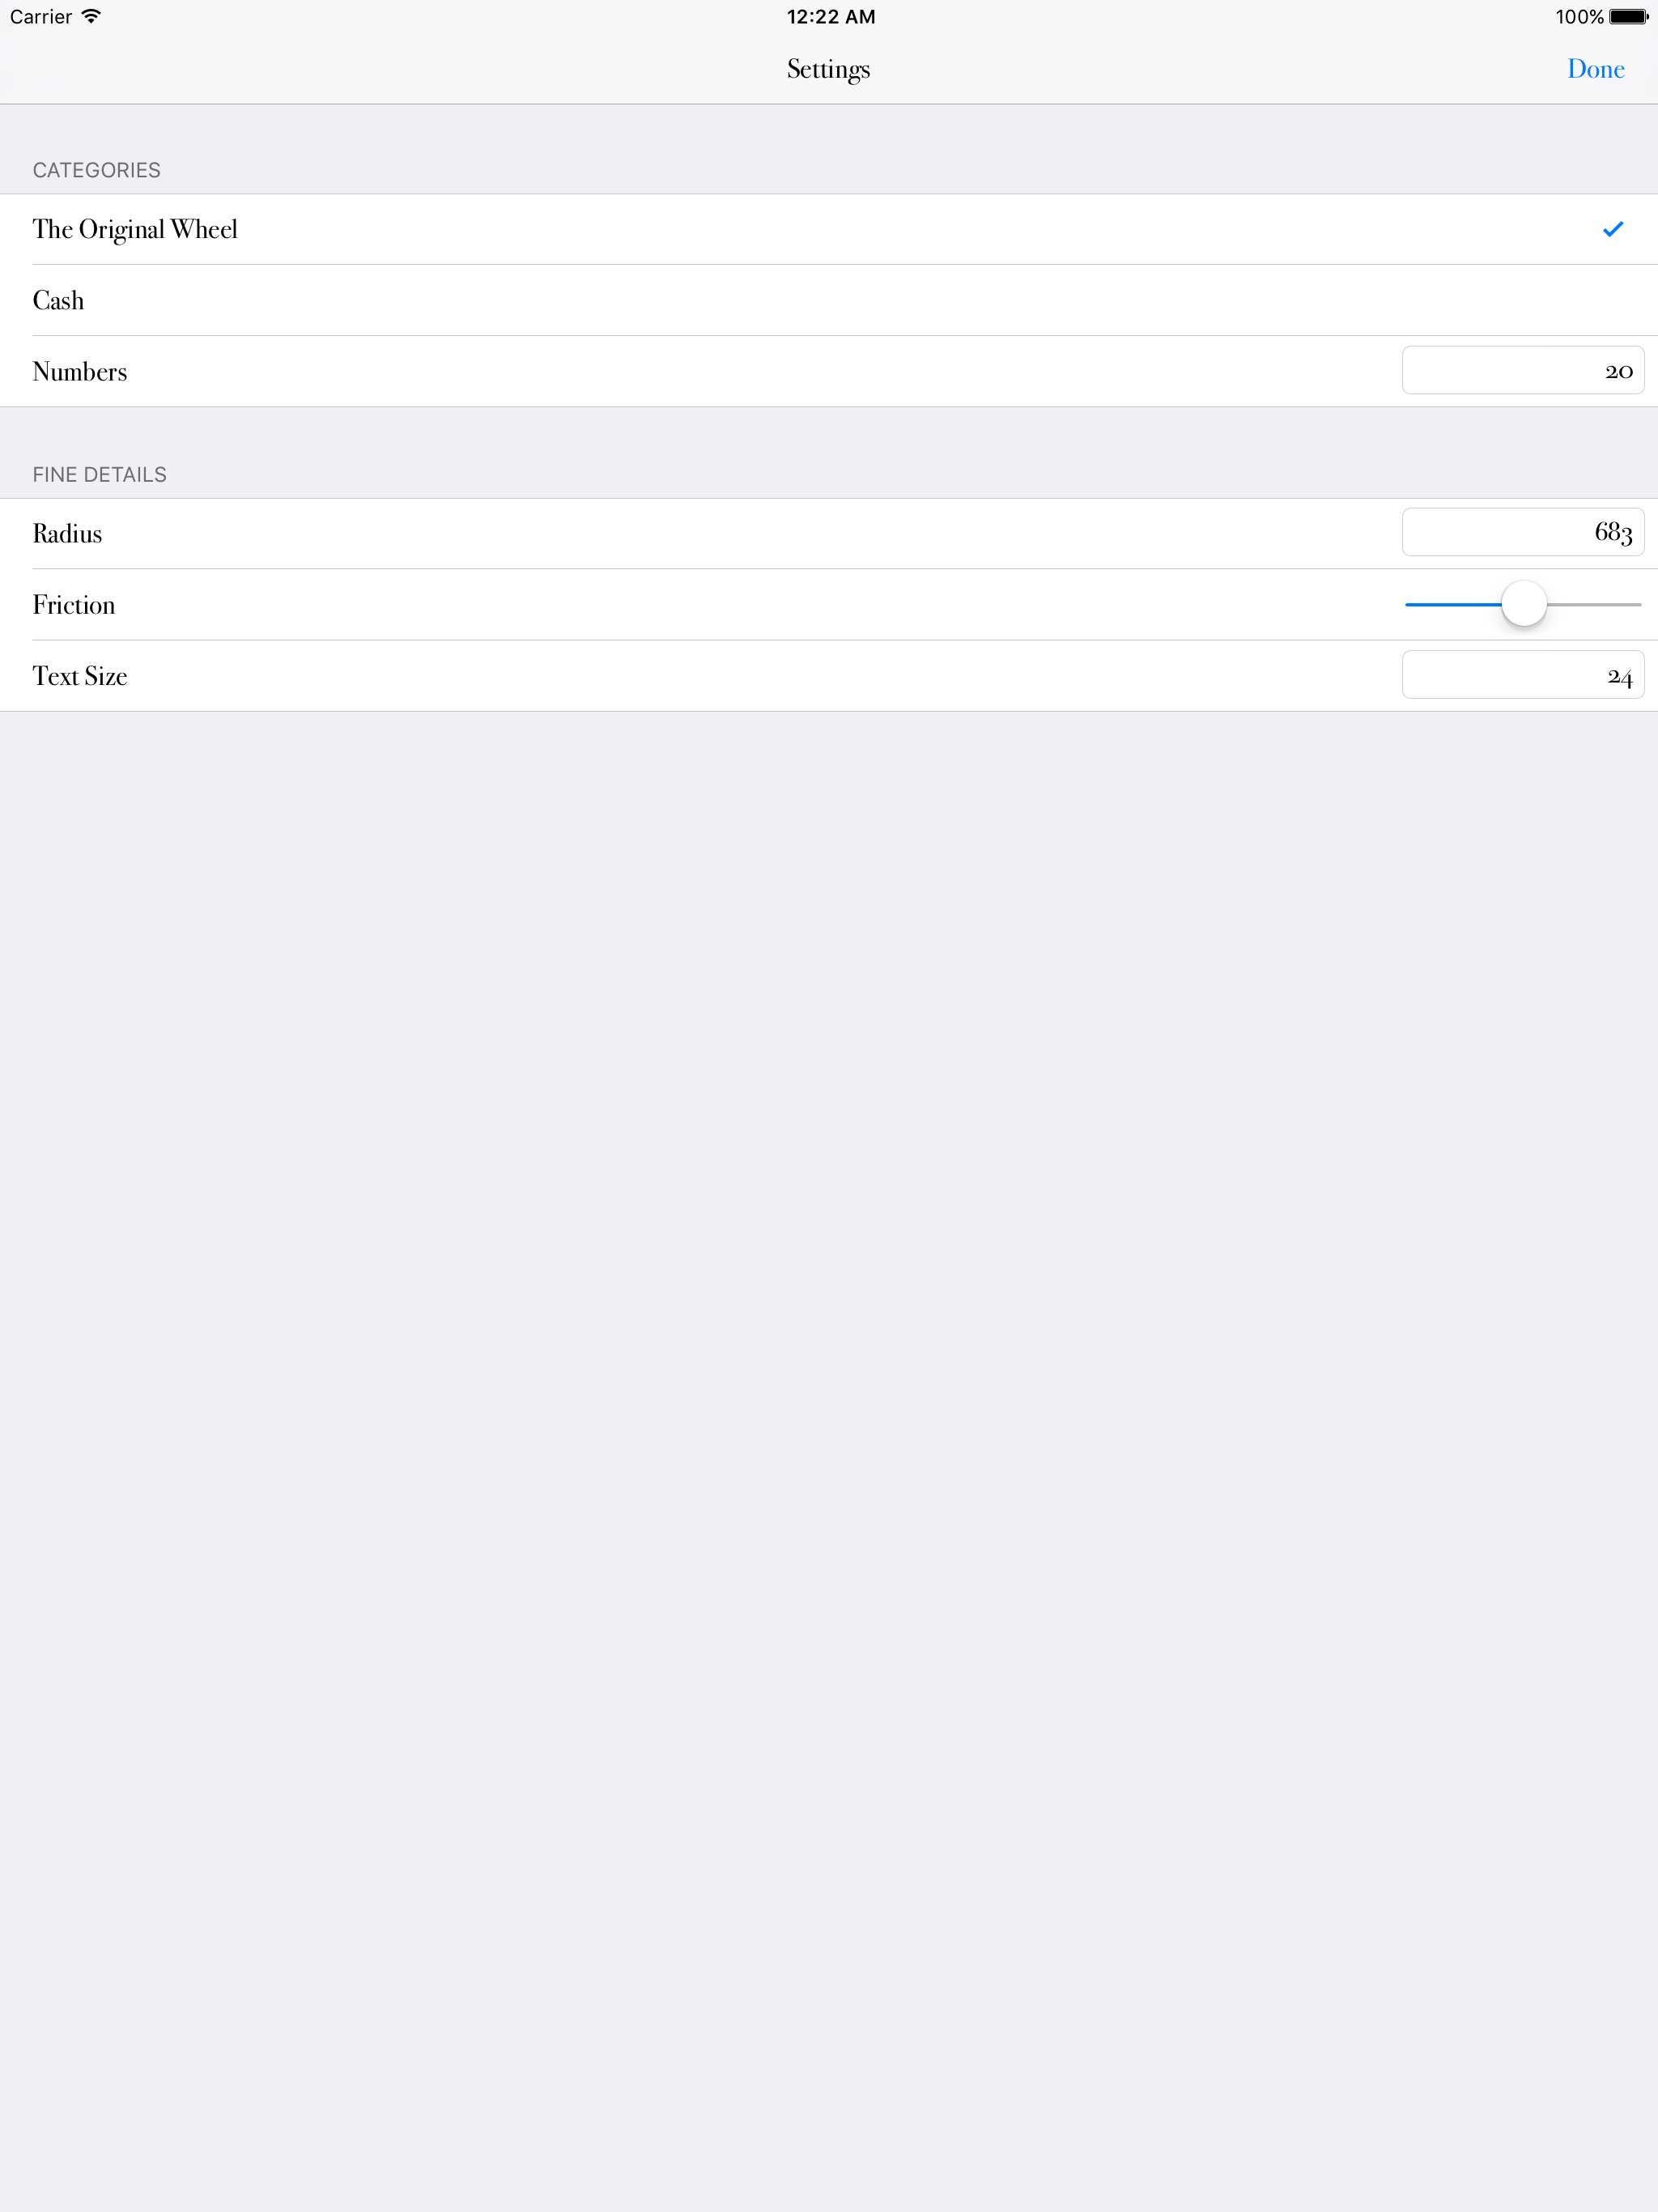 Carrier 12:22 AM 100%
Settings Done
CATEGORIES
The Original Wheel
Cash
Numbers 20
FINE DETAILS
Radius 683
Friction
Text Size 24